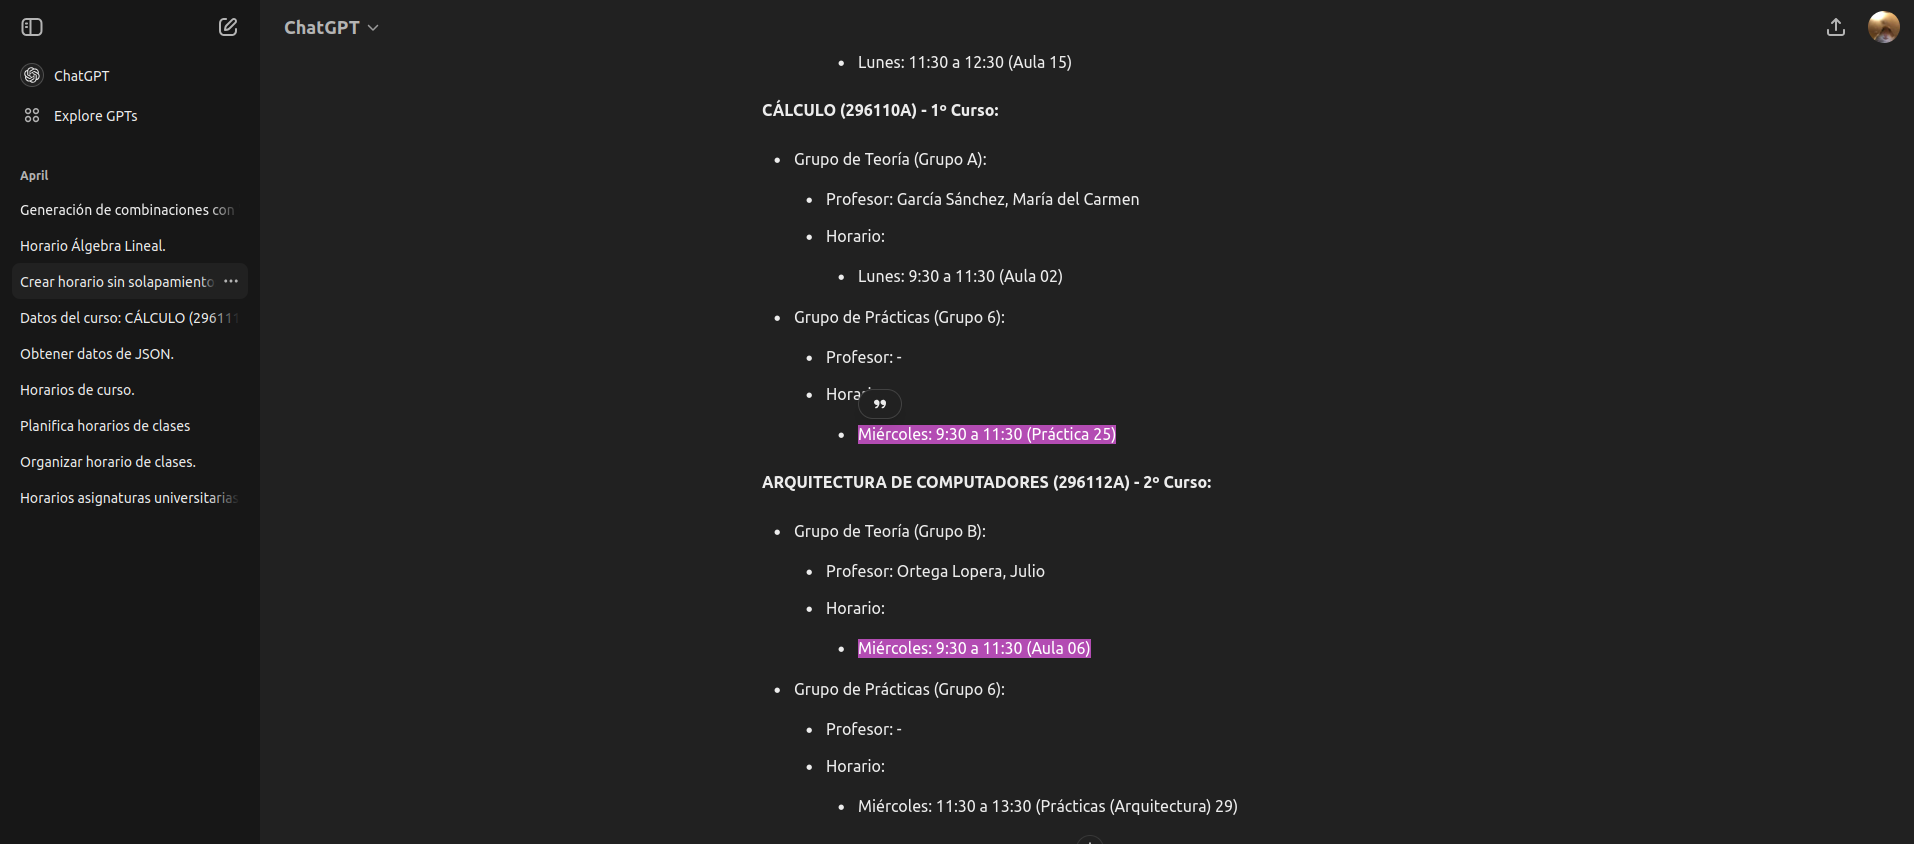 ChatGPT
Explore GPTs
April
Generación de combinaciones con
Horario Álgebra Lineal.
Crear horario sin solapamiento
Datos del curso: CÁLCULO (296111
Obtener datos de JSON.
Horarios de curso.
Planifica horarios de clases
Organizar horario de clases.
Horarios asignaturas universitarias
ChatGPT
• Lunes: 11:30 a 12:30 (Aula 15)
CÁLCULO (296110A) - 1º Curso:
• Grupo de Teoría (Grupo A):
• Profesor: García Sánchez, María del Carmen
• Horario:
• Lunes: 9:30 a 11:30 (Aula 02)
• Grupo de Prácticas (Grupo 6):
• Profesor: -
• Horari
• Miércoles: 9:30 a 11:30 (Práctica 25)
ARQUITECTURA DE COMPUTADORES (296112A) - 2º Curso:
• Grupo de Teoría (Grupo B):
• Profesor: Ortega Lopera, Julio
• Horario:
• Miércoles: 9:30 a 11:30 (Aula 06)
• Grupo de Prácticas (Grupo 6):
• Profesor: -
• Horario:
• Miércoles: 11:30 a 13:30 (Prácticas (Arquitectura) 29)